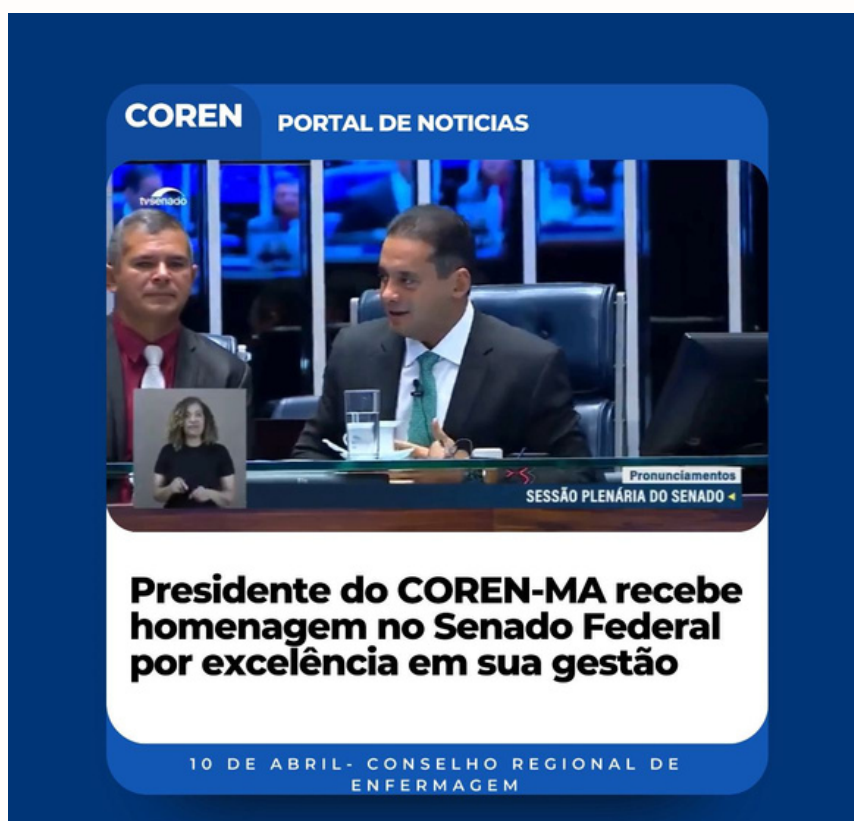 COREN
PORTAL DE NOTICIAS
tvsenado
Pronunciamentos
SESSÃO PLENÁRIA DO SENADO
Presidente do COREN-MA recebe
homenagem no Senado Federal
por excelência em sua gestão
10 DE ABRIL- CONSELHO REGIONAL DE
ENFERMAGEM